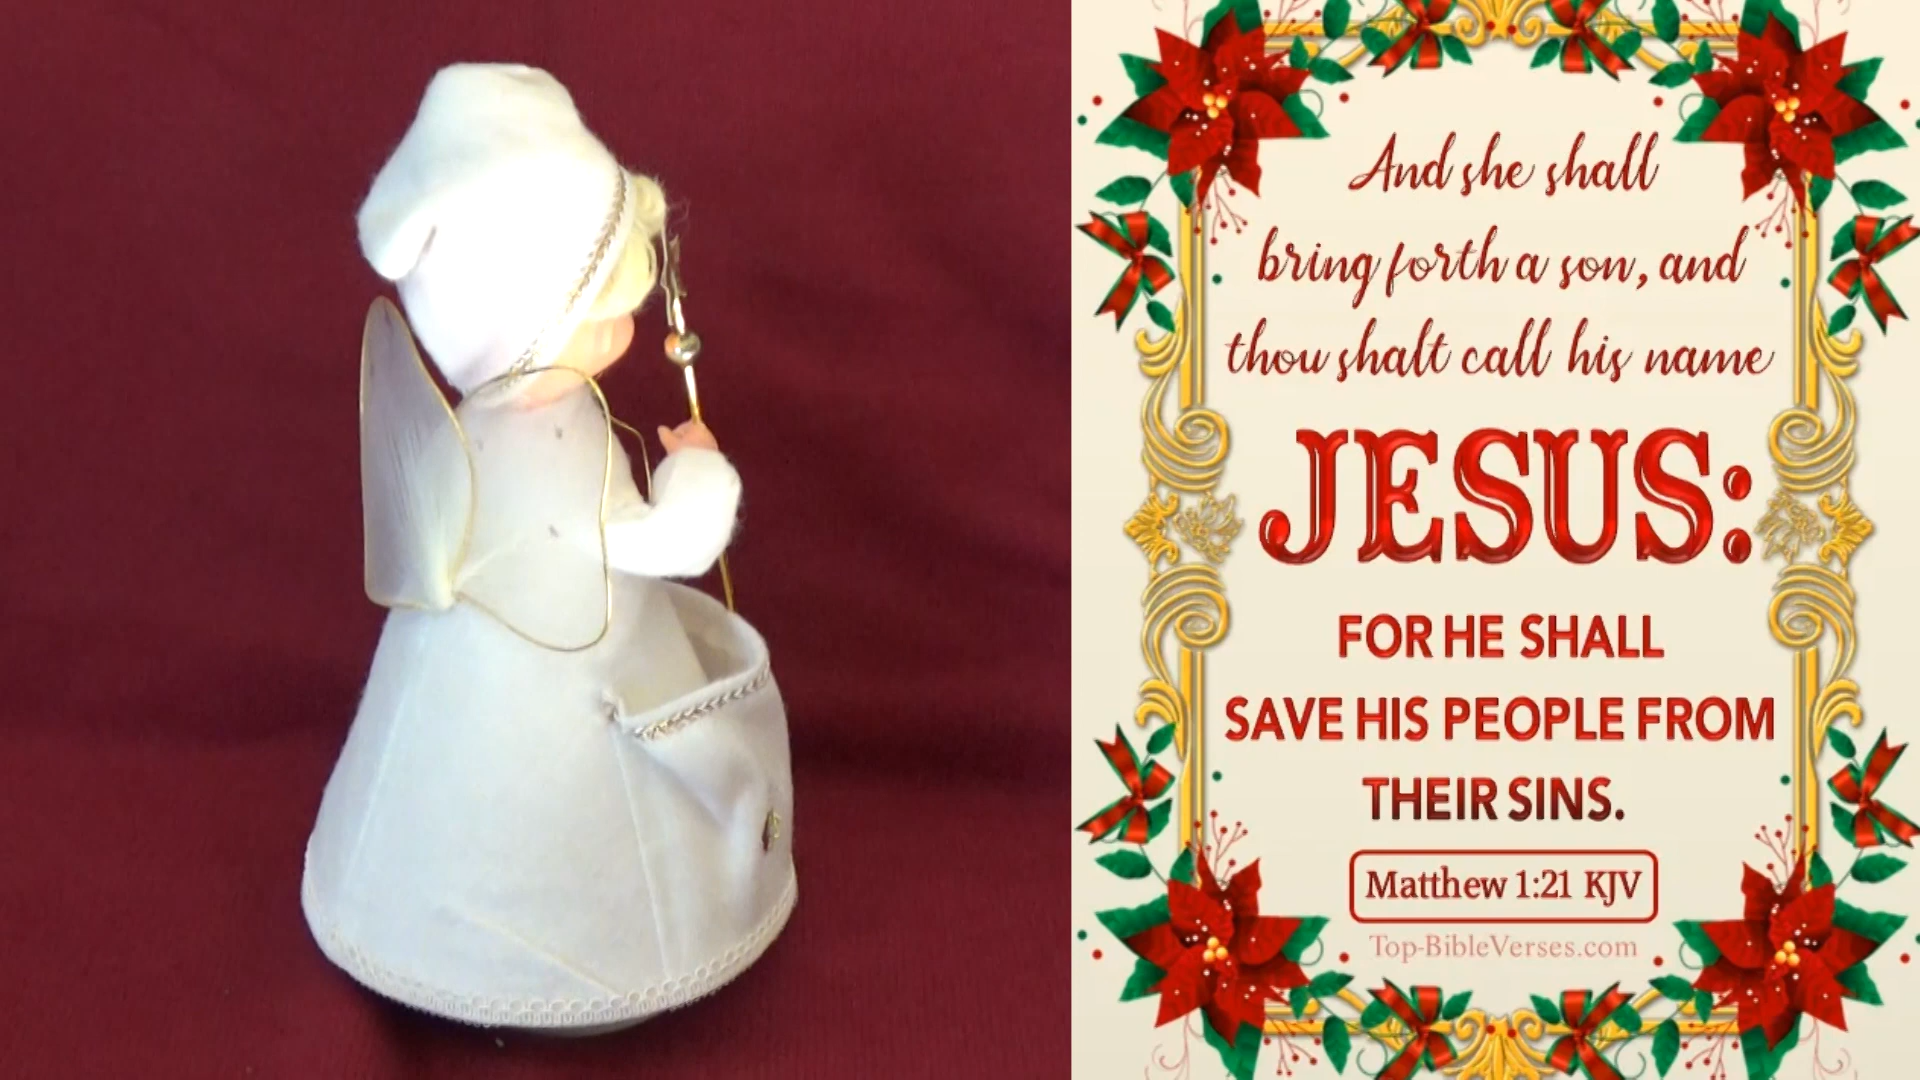 And she shall
bring forth a son, and
thou shalt call his name
JESUS:
FOR HE SHALL
SAVE HIS PEOPLE FROM
THEIR SINS.
Matthew 1:21 KJV
Top-BibleVerses.com